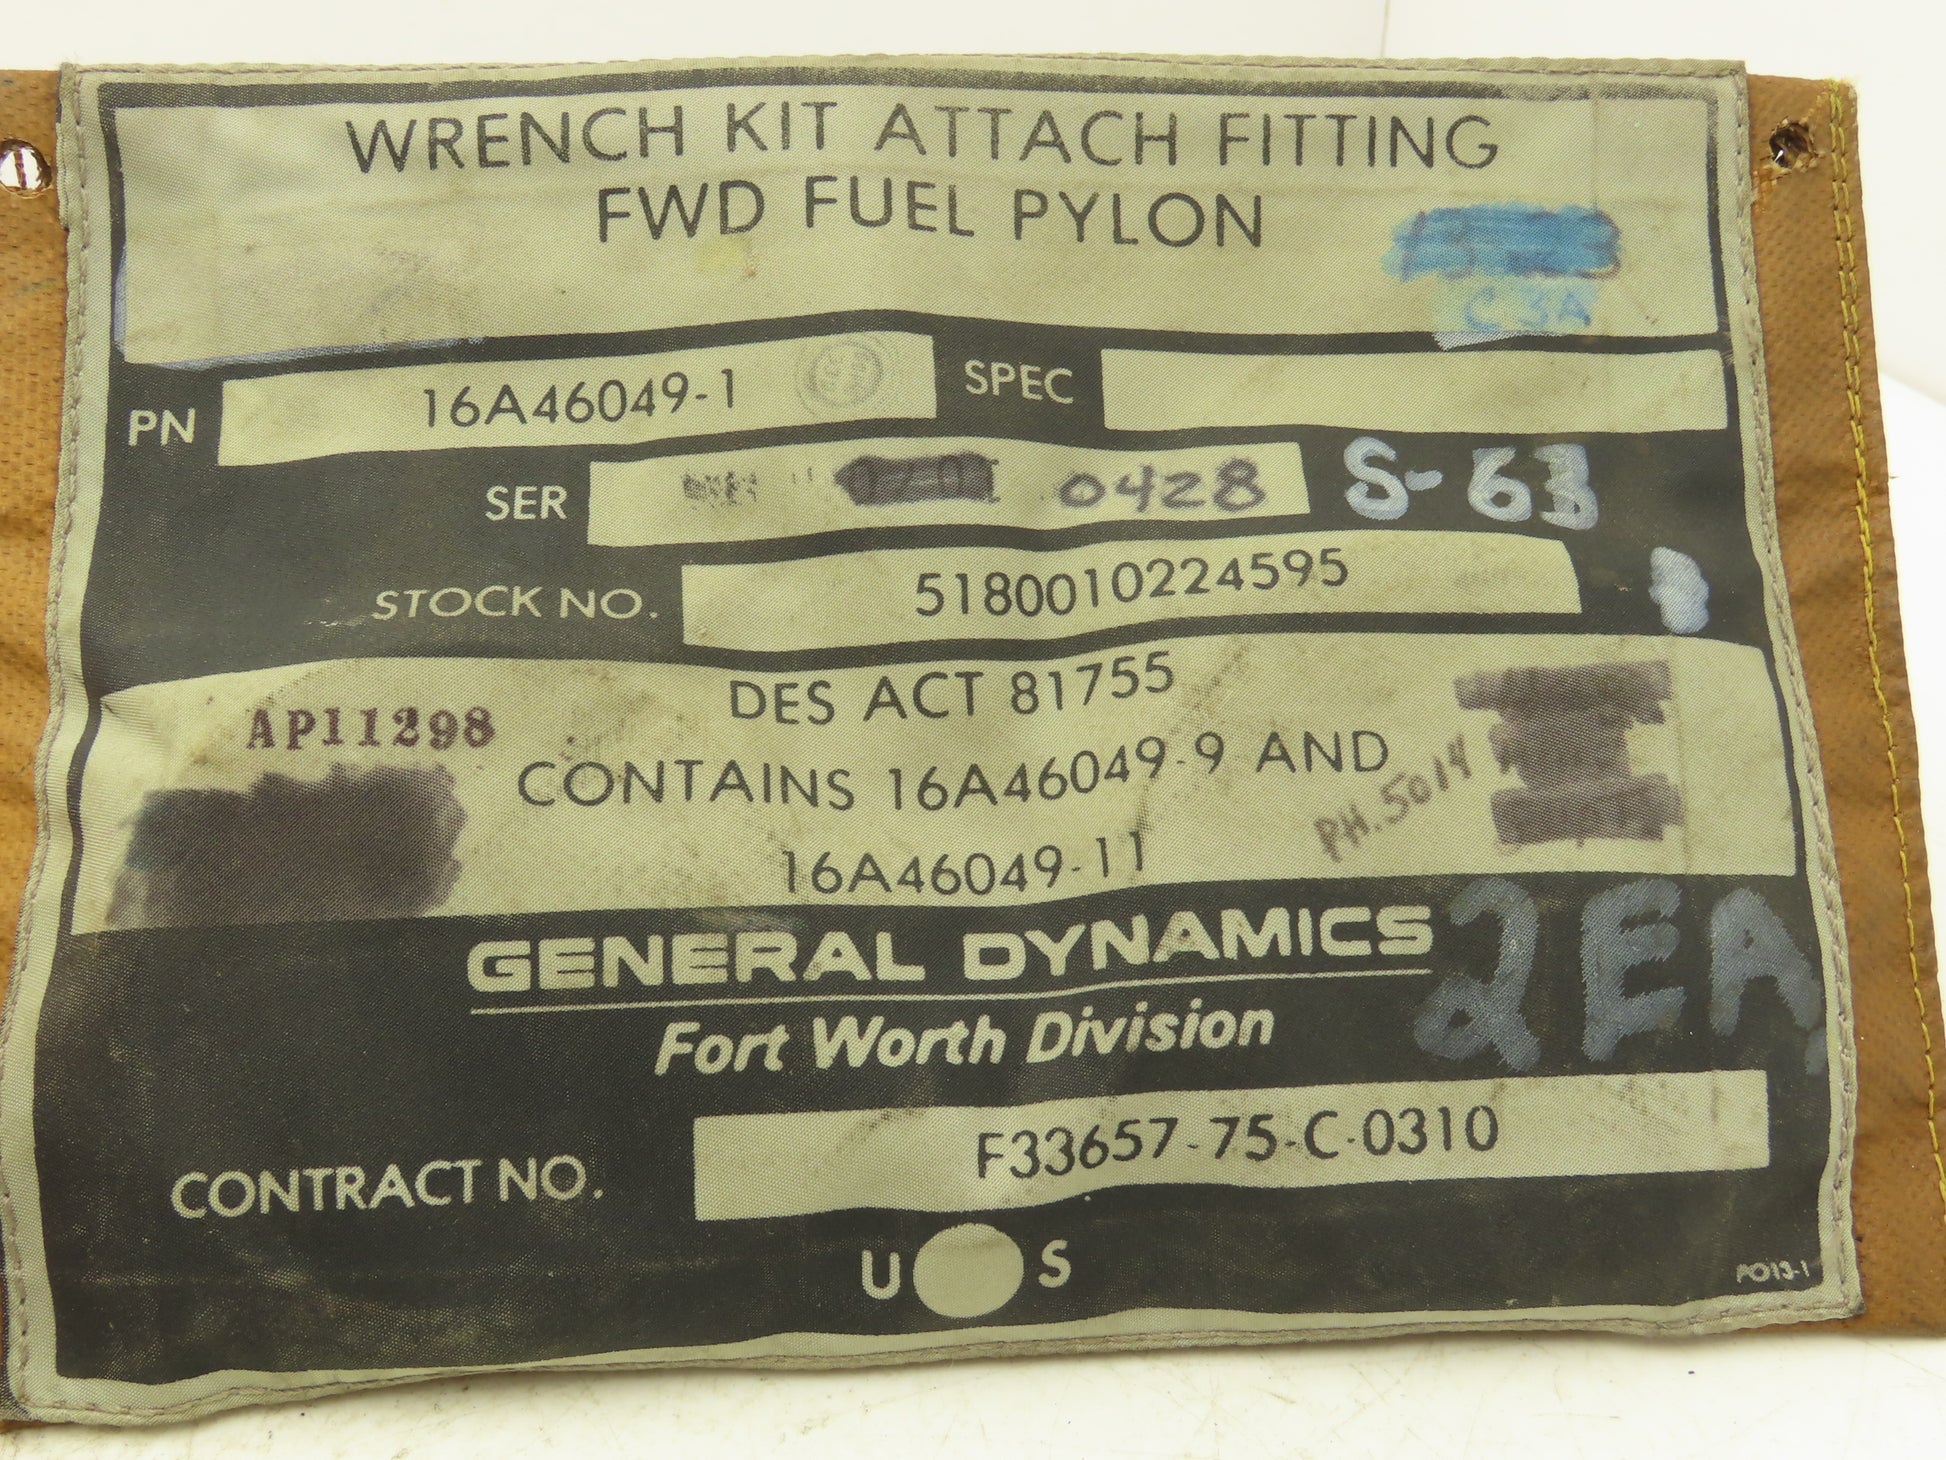 WRENCH KIT ATTACH FITTING
FWD FUEL PYLON
C 3A
PN 16A46049-1 SPEC
SER 0428 S-63
STOCK NO. 5180010224595
DES ACT 81755
AP11298
CONTAINS 16A46049-9 AND
PH.5014
16A46049-11
GENERAL DYNAMICS
2EA
Fort Worth Division
CONTRACT NO. F33657-75-C-0310
U S
PO13-1